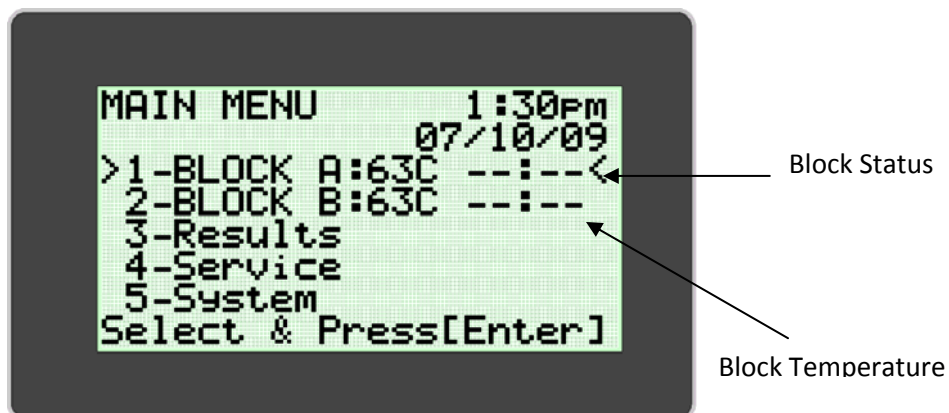 MAIN MENU 1:30pm
07/10/09
>1-BLOCK A:63C --:--<
2-BLOCK B:63C --:--
3-Results
4-Service
5-System
Select & Press[Enter]
Block Status
Block Temperature